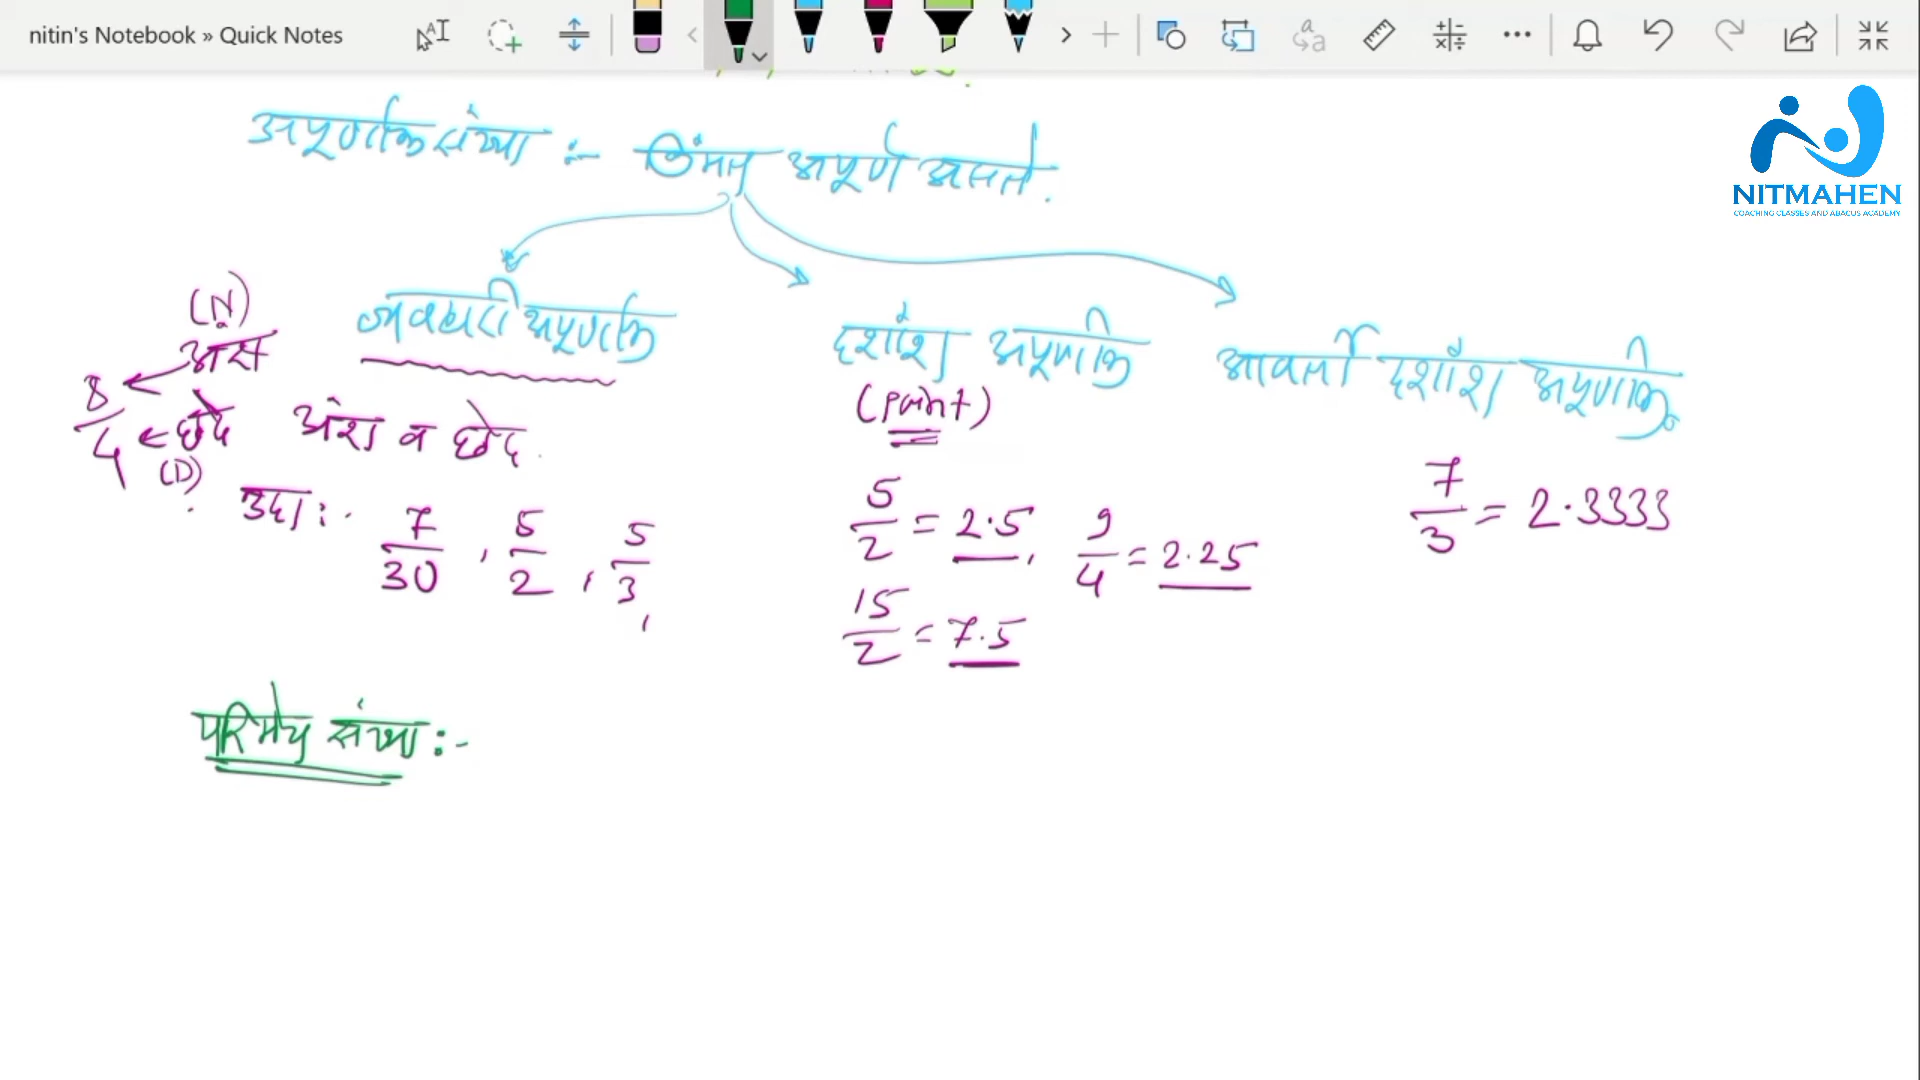 nitin's Notebook » Quick Notes
NITMAHEN
COACHING CLASSES AND ABACUS ACADEMY
अपूर्णांक संख्या :- अपूर्ण असते.
व्यवहारी अपूर्णांक
दशांश अपूर्णांक
आवर्ती दशांश अपूर्णांक
(N)
अंश
8/4
छेद
(D)
अंश व छेद.
(point)
उदा :- 7/30 , 5/2 , 5/3 ,
5/2 = 2.5 , 9/4 = 2.25
15/2 = 7.5
7/3 = 2.3333
परिमेय संख्या :-